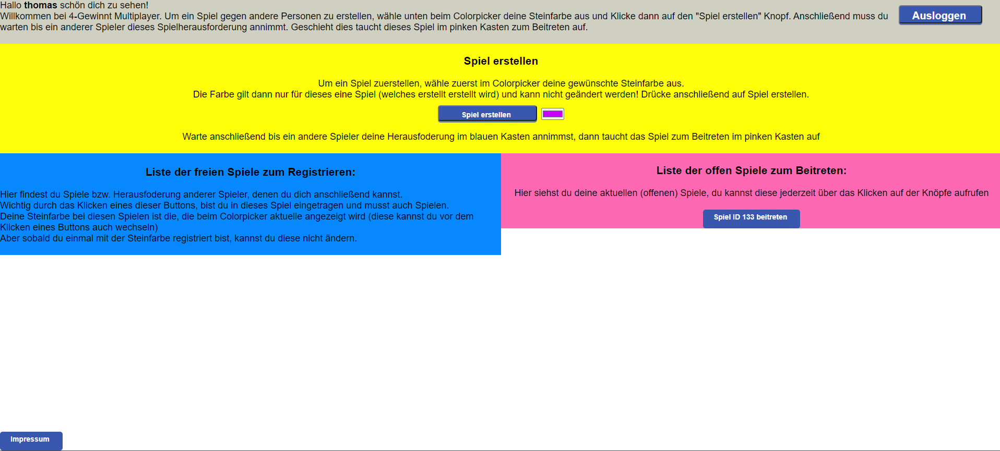 Hallo thomas schön dich zu sehen!
Willkommen bei 4-Gewinnt Multiplayer. Um ein Spiel gegen andere Personen zu erstellen, wähle unten beim Colorpicker deine Steinfarbe aus und Klicke dann auf den "Spiel erstellen" Knopf. Anschließend muss du
warten bis ein anderer Spieler dieses Spielherausforderung annimmt. Geschieht dies taucht dieses Spiel im pinken Kasten zum Beitreten auf.
Ausloggen
Spiel erstellen
Um ein Spiel zuerstellen, wähle zuerst im Colorpicker deine gewünschte Steinfarbe aus.
Die Farbe gilt dann nur für dieses eine Spiel (welches erstellt erstellt wird) und kann nicht geändert werden! Drücke anschließend auf Spiel erstellen.
Spiel erstellen
Warte anschließend bis ein andere Spieler deine Herausfoderung im blauen Kasten annimmst, dann taucht das Spiel zum Beitreten im pinken Kasten auf
Liste der freien Spiele zum Registrieren:
Hier findest du Spiele bzw. Herausfoderung anderer Spieler, denen du dich anschließend kannst.
Wichtig durch das Klicken eines dieser Buttons, bist du in dieses Spiel eingetragen und musst auch Spielen.
Deine Steinfarbe bei diesen Spielen ist die, die beim Colorpicker aktuelle angezeigt wird (diese kannst du vor dem
Klicken eines Buttons auch wechseln)
Aber sobald du einmal mit der Steinfarbe registriert bist, kannst du diese nicht ändern.
Liste der offen Spiele zum Beitreten:
Hier siehst du deine aktuellen (offenen) Spiele, du kannst diese jederzeit über das Klicken auf der Knöpfe aufrufen
Spiel ID 133 beitreten
Impressum